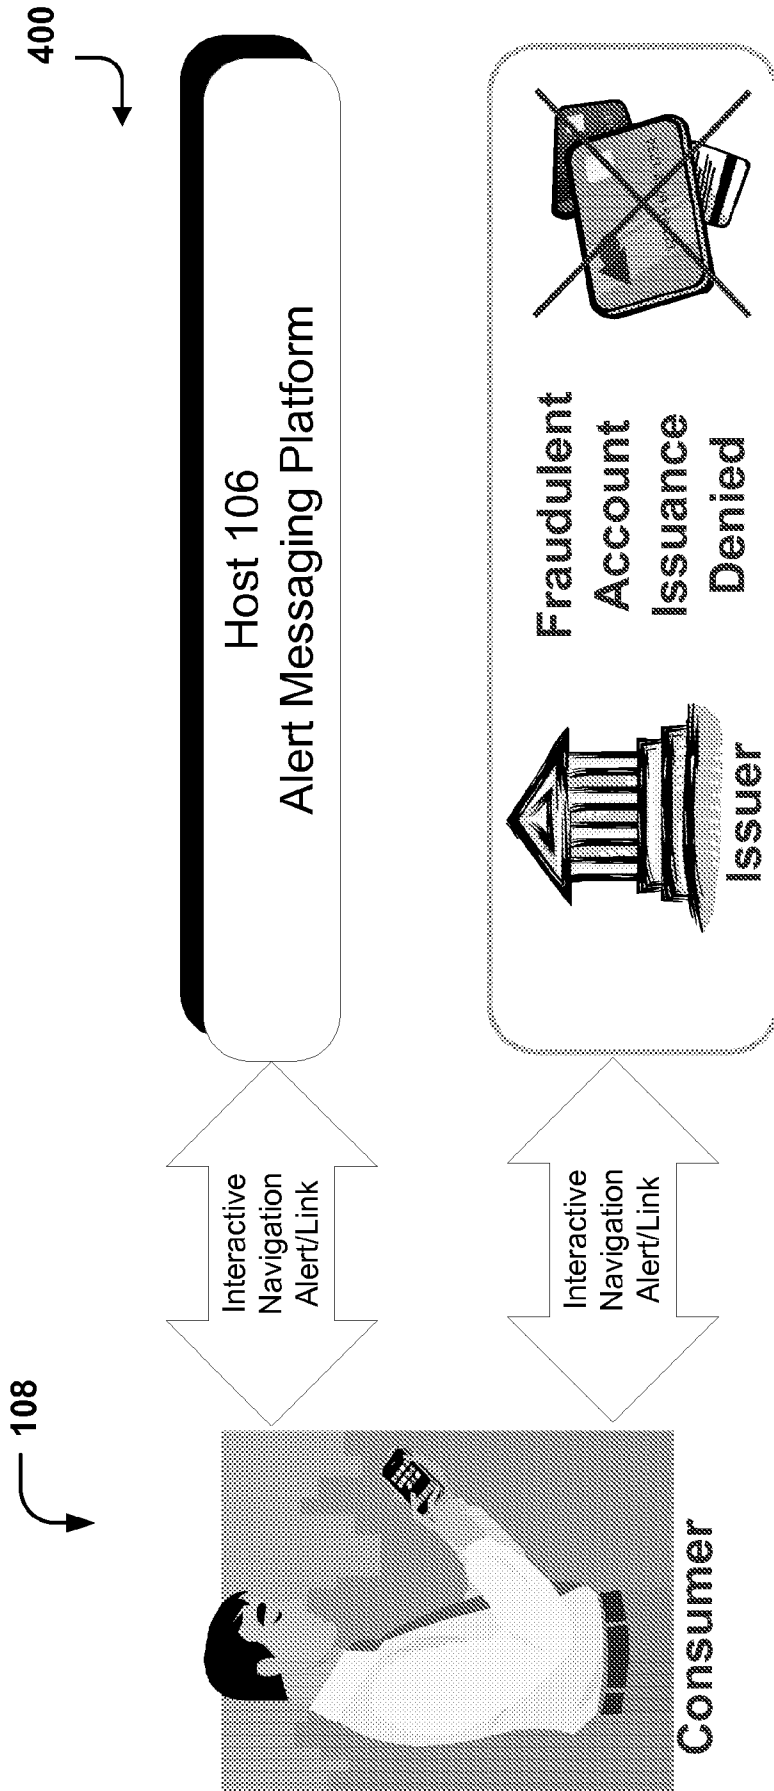 108
400
Host 106
Alert Messaging Platform
Interactive
Navigation
Alert/Link
Interactive
Navigation
Alert/Link
Fraudulent
Account
Issuance
Denied
Issuer
Consumer